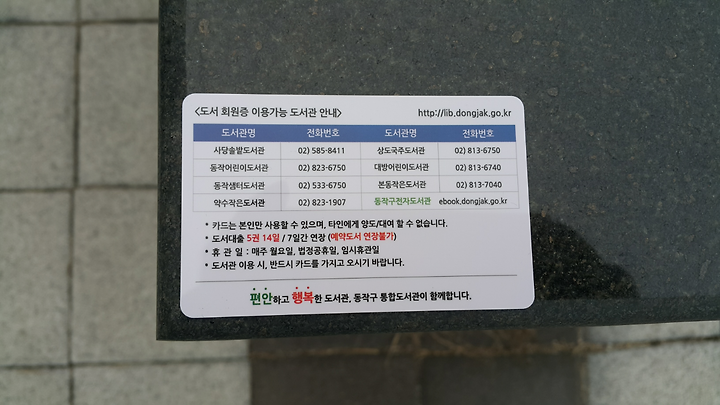 <도서 회원증 이용가능 도서관 안내> http://lib.dongjak.go.kr
도서관명 전화번호 도서관명 전화번호
사당솔밭도서관 02) 585-8411 상도국주도서관 02) 813-6750
동작어린이도서관 02) 823-6750 대방어린이도서관 02) 813-6740
동작샘터도서관 02) 533-6750 본동작은도서관 02) 813-7040
약수작은도서관 02) 823-1907 동작구전자도서관 ebook.dongjak.go.kr
* 카드는 본인만 사용할 수 있으며, 타인에게 양도/대여 할 수 없습니다.
* 도서대출 5권 14일 / 7일간 연장 (예약도서 연장불가)
* 휴 관 일 : 매주 월요일, 법정공휴일, 임시휴관일
* 도서관 이용 시, 반드시 카드를 가지고 오시기 바랍니다.
편안하고 행복한 도서관, 동작구 통합도서관이 함께합니다.